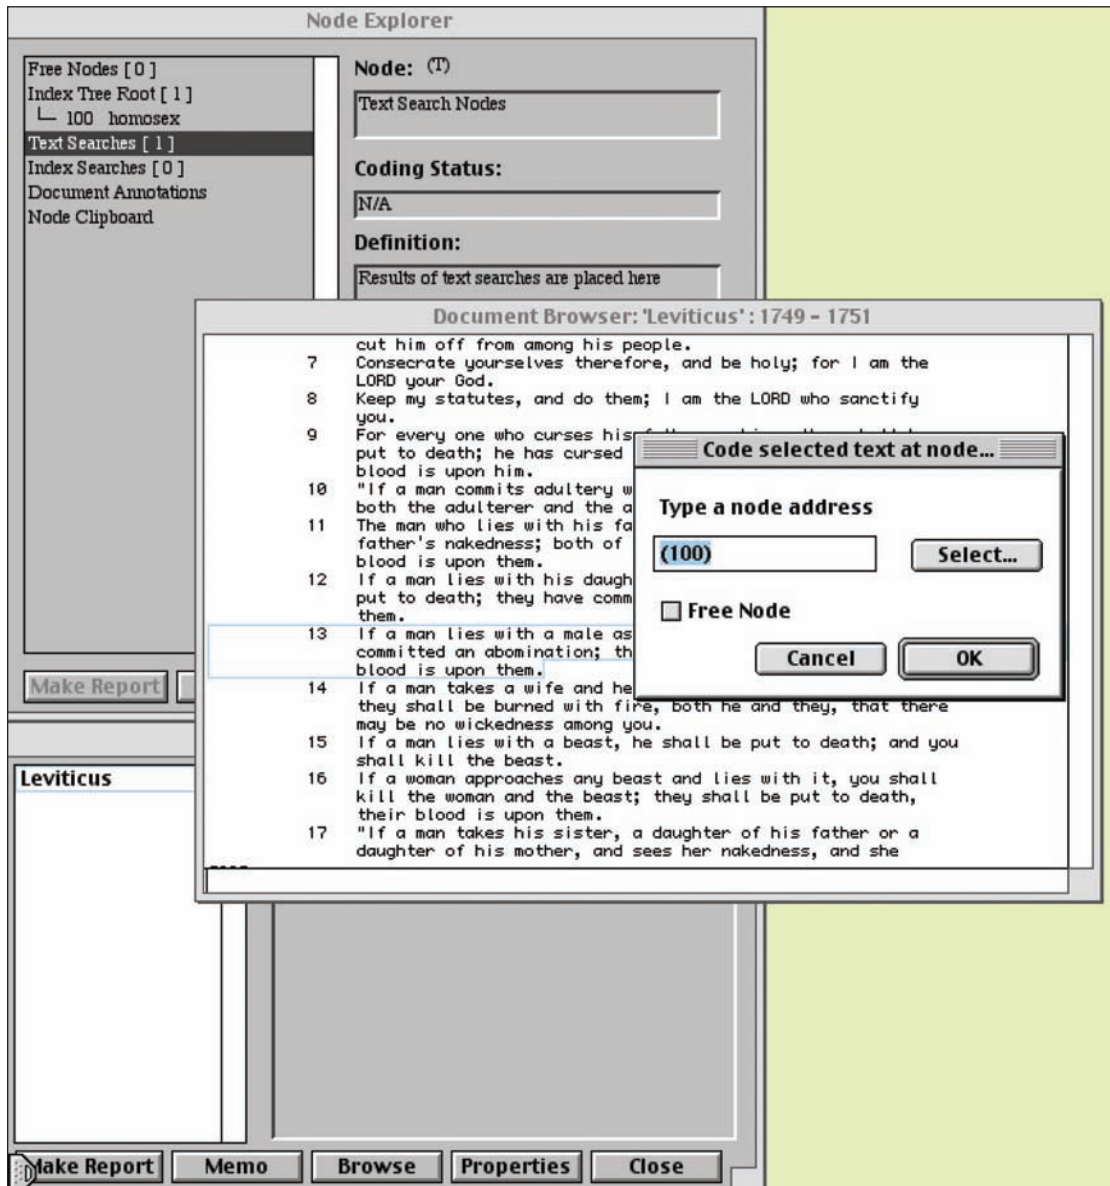 Node Explorer
Free Nodes [ 0 ]
Index Tree Root [ 1 ]
100 homosex
Text Searches [ 1 ]
Index Searches [ 0 ]
Document Annotations
Node Clipboard
Node: (T)
Text Search Nodes
Coding Status:
N/A
Definition:
Results of text searches are placed here
Make Report
Document Browser: 'Leviticus' : 1749 - 1751
cut him off from among his people.
7 Consecrate yourselves therefore, and be holy; for I am the
LORD your God.
8 Keep my statutes, and do them; I am the LORD who sanctify
you.
9 For every one who curses his
put to death; he has cursed
blood is upon him.
10 "If a man commits adultery w
both the adulterer and the a
11 The man who lies with his fa
father's nakedness; both of
blood is upon them.
12 If a man lies with his daugh
put to death; they have comm
them.
13 If a man lies with a male as
committed an abomination; th
blood is upon them.
14 If a man takes a wife and he
they shall be burned with fire, both he and they, that there
may be no wickedness among you.
15 If a man lies with a beast, he shall be put to death; and you
shall kill the beast.
16 If a woman approaches any beast and lies with it, you shall
kill the woman and the beast; they shall be put to death,
their blood is upon them.
17 "If a man takes his sister, a daughter of his father or a
daughter of his mother, and sees her nakedness, and she
Code selected text at node...
Type a node address
(100)
Select...
Free Node
Cancel
OK
Leviticus
Make Report
Memo
Browse
Properties
Close